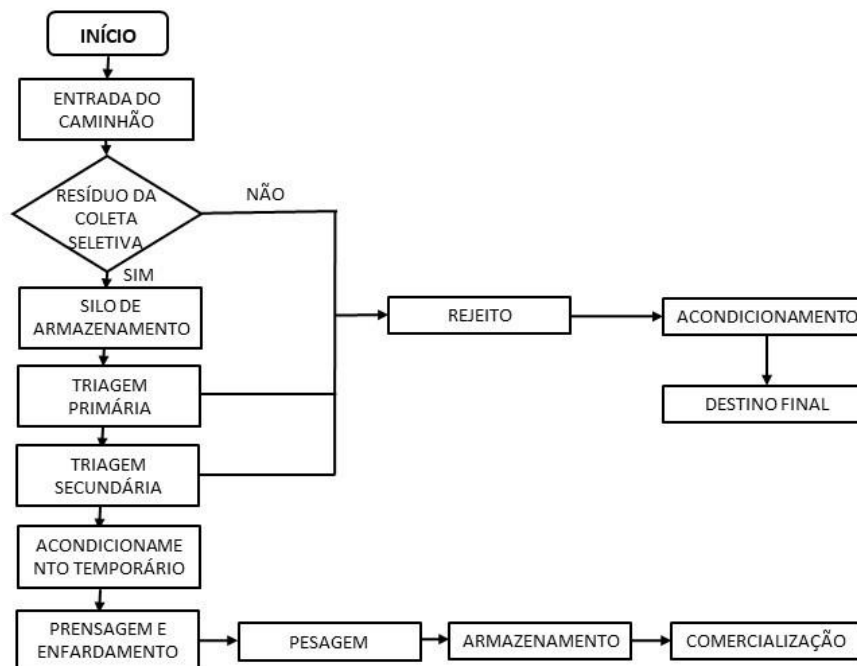 INÍCIO
ENTRADA DO
CAMINHÃO
RESÍDUO DA
COLETA
SELETIVA
NÃO
SIM
SILO DE
ARMAZENAMENTO
REJEITO
ACONDICIONAMENTO
TRIAGEM
PRIMÁRIA
DESTINO FINAL
TRIAGEM
SECUNDÁRIA
ACONDICIONAME
NTO TEMPORÁRIO
PRENSAGEM E
ENFARDAMENTO
PESAGEM
ARMAZENAMENTO
COMERCIALIZAÇÃO